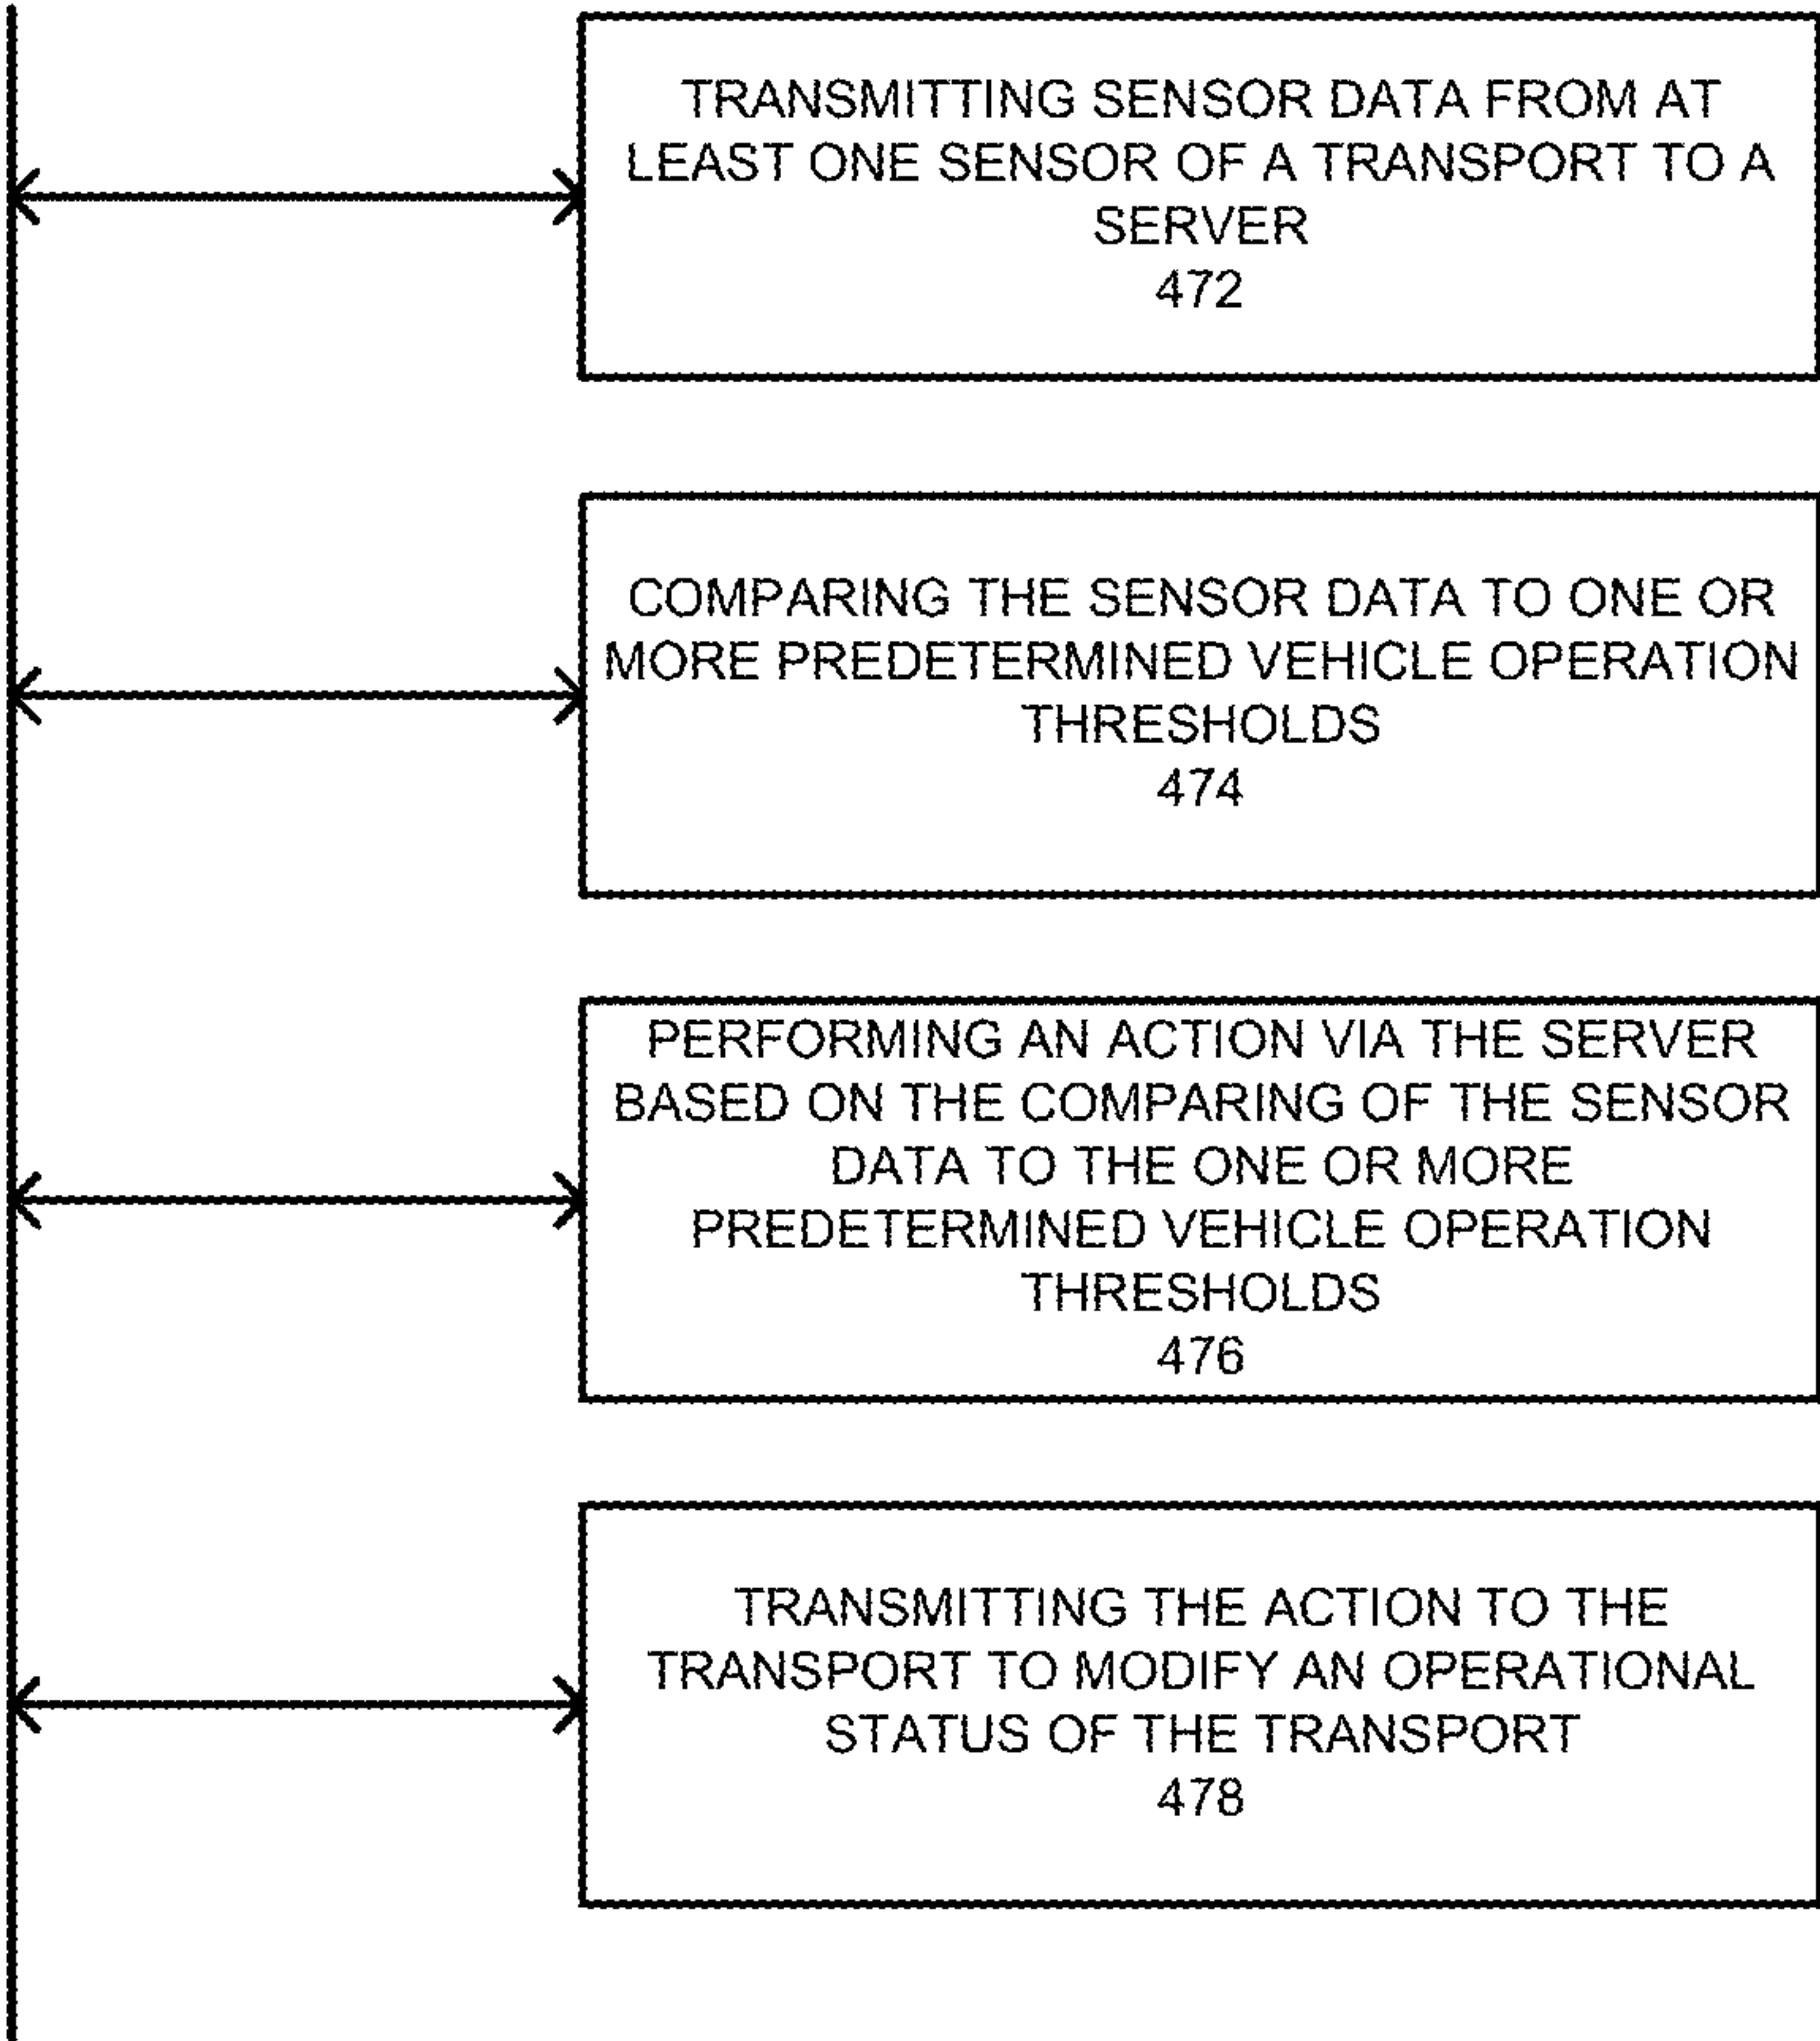 TRANSMITTING SENSOR DATA FROM AT
LEAST ONE SENSOR OF A TRANSPORT TO A
SERVER
472
COMPARING THE SENSOR DATA TO ONE OR
MORE PREDETERMINED VEHICLE OPERATION
THRESHOLDS
474
PERFORMING AN ACTION VIA THE SERVER
BASED ON THE COMPARING OF THE SENSOR
DATA TO THE ONE OR MORE
PREDETERMINED VEHICLE OPERATION
THRESHOLDS
476
TRANSMITTING THE ACTION TO THE
TRANSPORT TO MODIFY AN OPERATIONAL
STATUS OF THE TRANSPORT
478